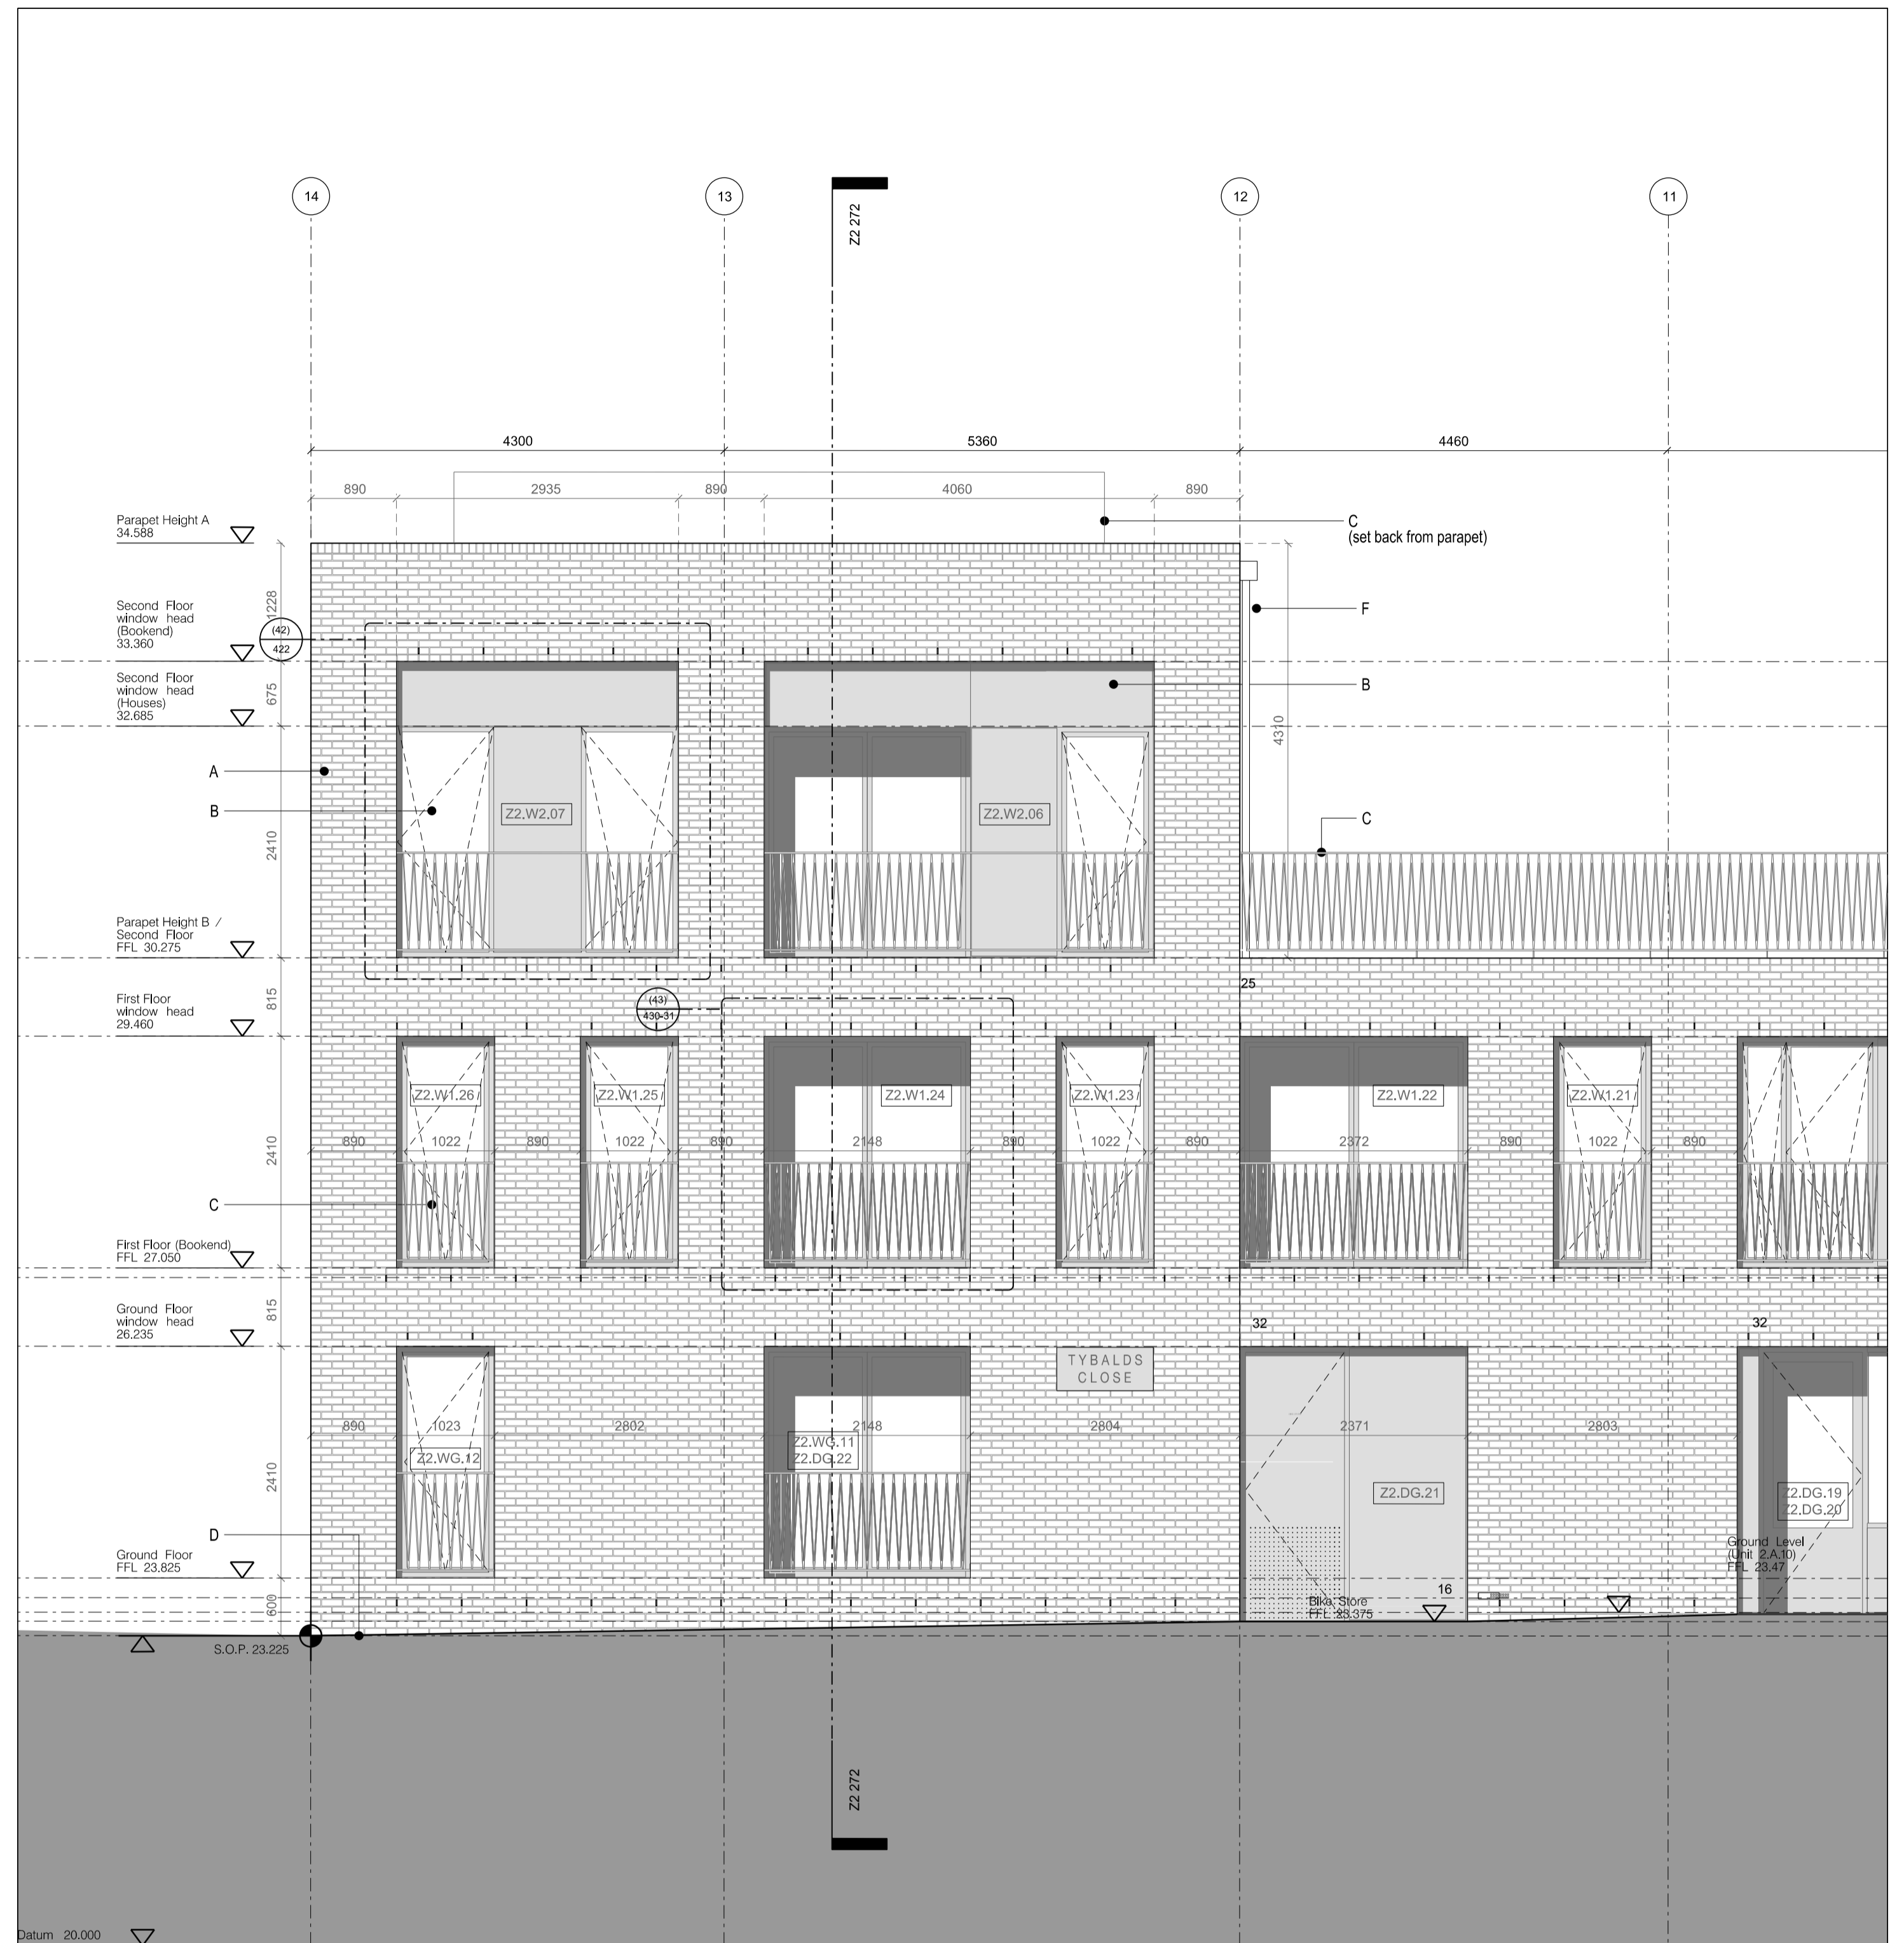 14
13
12
11
Z2 272
4300
5360
4460
890
2935
890
4060
890
Parapet Height A
34.588
C
(set back from parapet)
1228
Second Floor
window head
(Bookend)
33.360
(42)
422
F
675
Second Floor
window head
(Houses)
32.685
B
4310
A
B
Z2.W2.07
Z2.W2.06
C
2410
Parapet Height B /
Second Floor
FFL 30.275
25
815
First Floor
window head
29.460
(43)
430-31
Z2.W1.26
Z2.W1.25
Z2.W1.24
Z2.W1.23
Z2.W1.22
Z2.W1.21
2410
890
1022
890
1022
890
2148
890
1022
890
2372
890
1022
890
C
First Floor (Bookend)
FFL 27.050
815
Ground Floor
window head
26.235
32
32
TYBALDS
CLOSE
890
1023
2802
2148
2804
2371
2803
Z2.WG.12
Z2.WG.11
Z2.DG.22
2410
Z2.DG.21
Z2.DG.19
Z2.DG.20
D
Ground Floor
FFL 23.825
Ground Level
(Unit 2.A.10)
FFL 23.47
600
16
Bike Store
FFL 23.375
S.O.P. 23.225
Z2 272
Datum 20.000